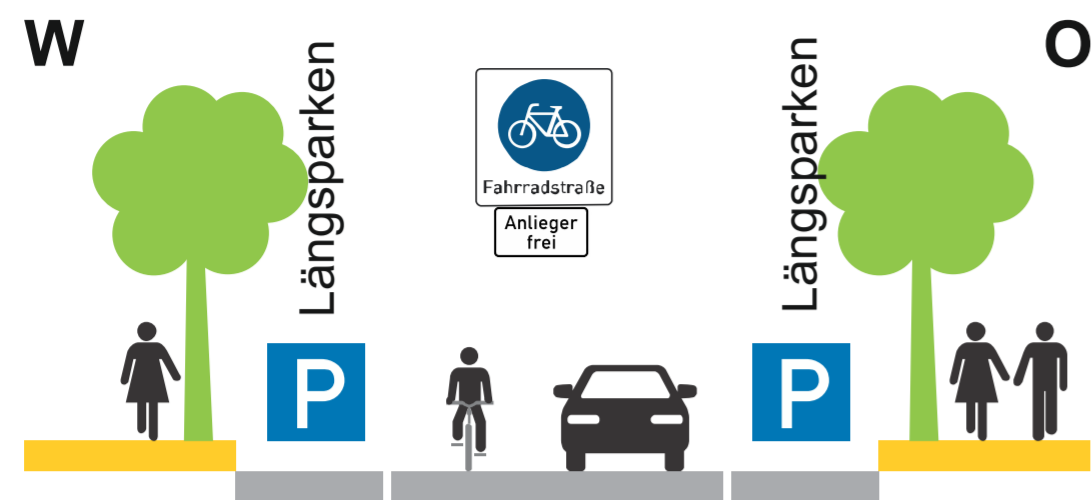 W
O
Längsparken
Fahrradstraße
Anlieger
frei
Längsparken
P
P